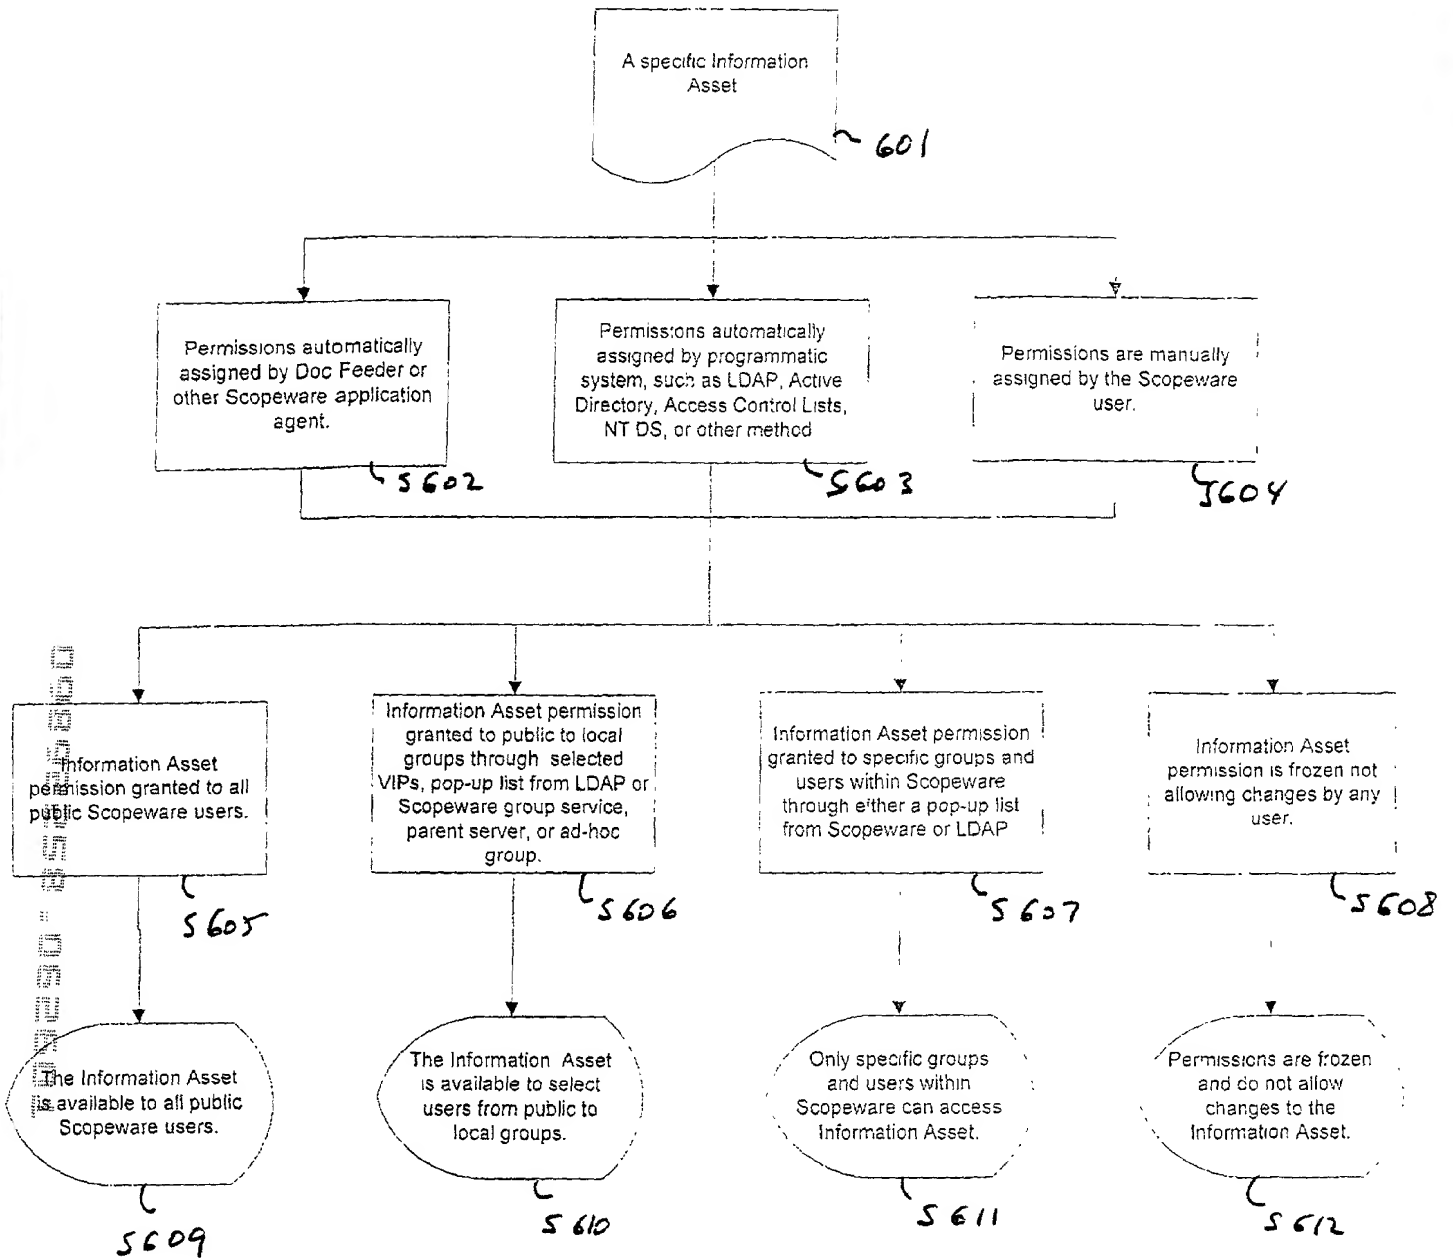 A specific Information
Asset
601
Permissions automatically
assigned by Doc Feeder or
other Scopeware application
agent.
S602
Permissions automatically
assigned by programmatic
system, such as LDAP, Active
Directory, Access Control Lists,
NT DS, or other method
S603
Permissions are manually
assigned by the Scopeware
user.
S604
Information Asset
permission granted to all
public Scopeware users.
S605
Information Asset permission
granted to public to local
groups through selected
VIPs, pop-up list from LDAP or
Scopeware group service,
parent server, or ad-hoc
group.
S606
Information Asset permission
granted to specific groups and
users within Scopeware
through either a pop-up list
from Scopeware or LDAP
S607
Information Asset
permission is frozen not
allowing changes by any
user.
S608
The Information Asset
is available to all public
Scopeware users.
S609
The Information Asset
is available to select
users from public to
local groups.
S610
Only specific groups
and users within
Scopeware can access
Information Asset.
S611
Permissions are frozen
and do not allow
changes to the
Information Asset.
S612